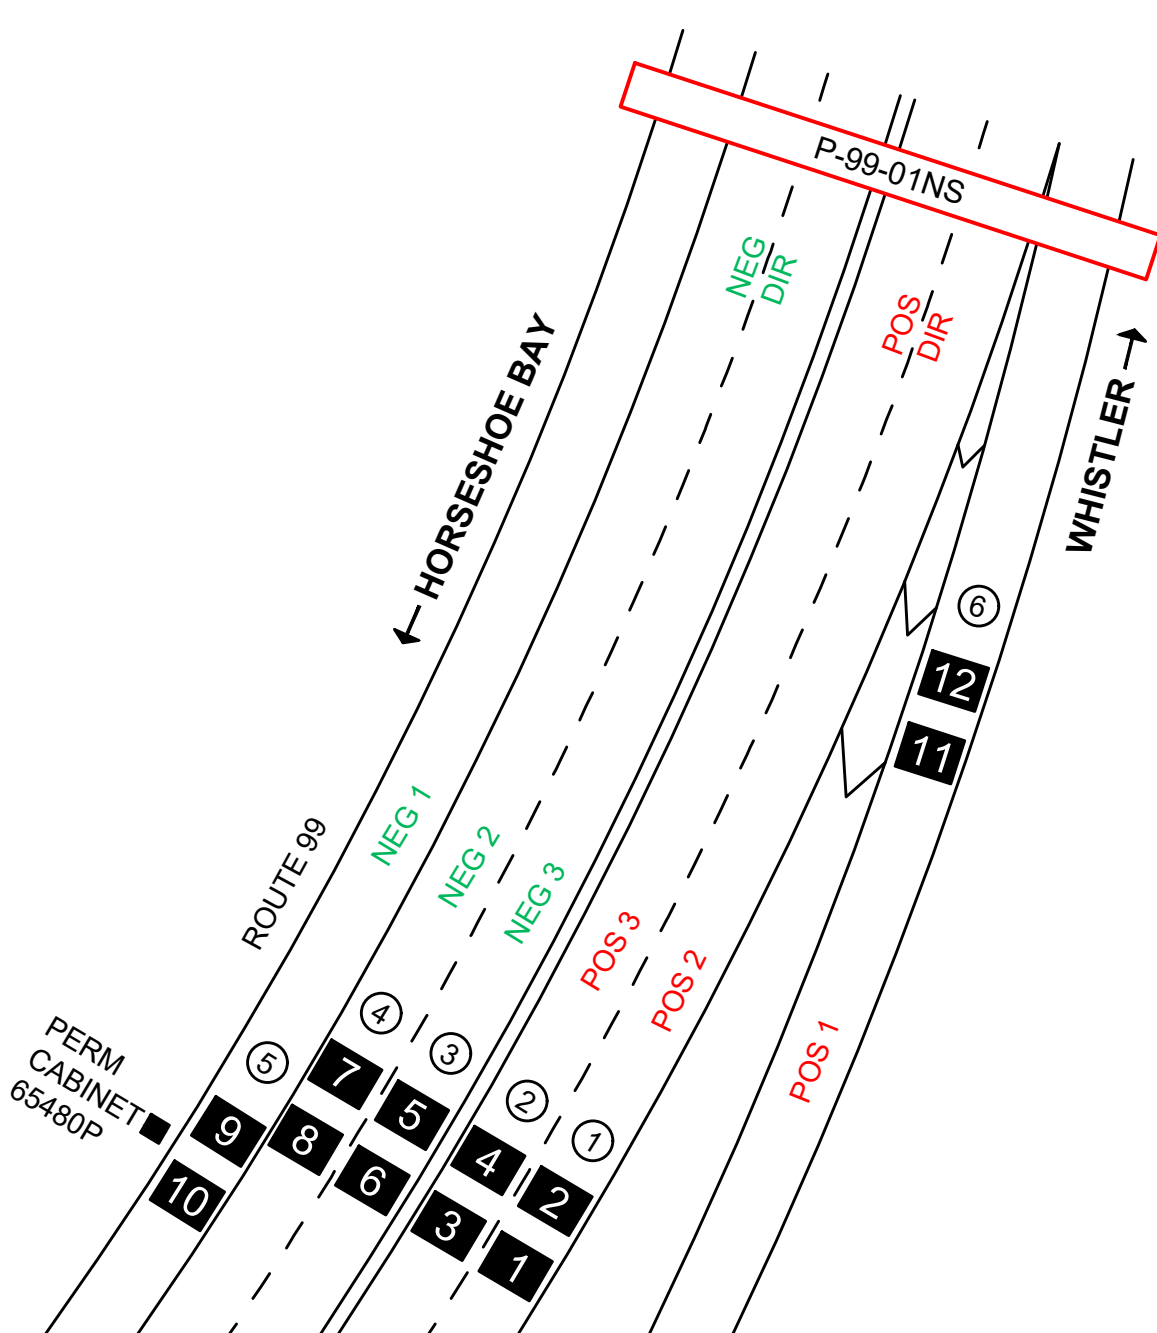 P-99-01NS
NEG
DIR
POS
DIR
HORSESHOE BAY
WHISTLER
6
12
11
NEG 1
NEG 2
NEG 3
ROUTE 99
POS 3
POS 2
POS 1
PERM
CABINET
65480P
5
4
3
2
1
9
10
7
8
5
6
4
3
2
1